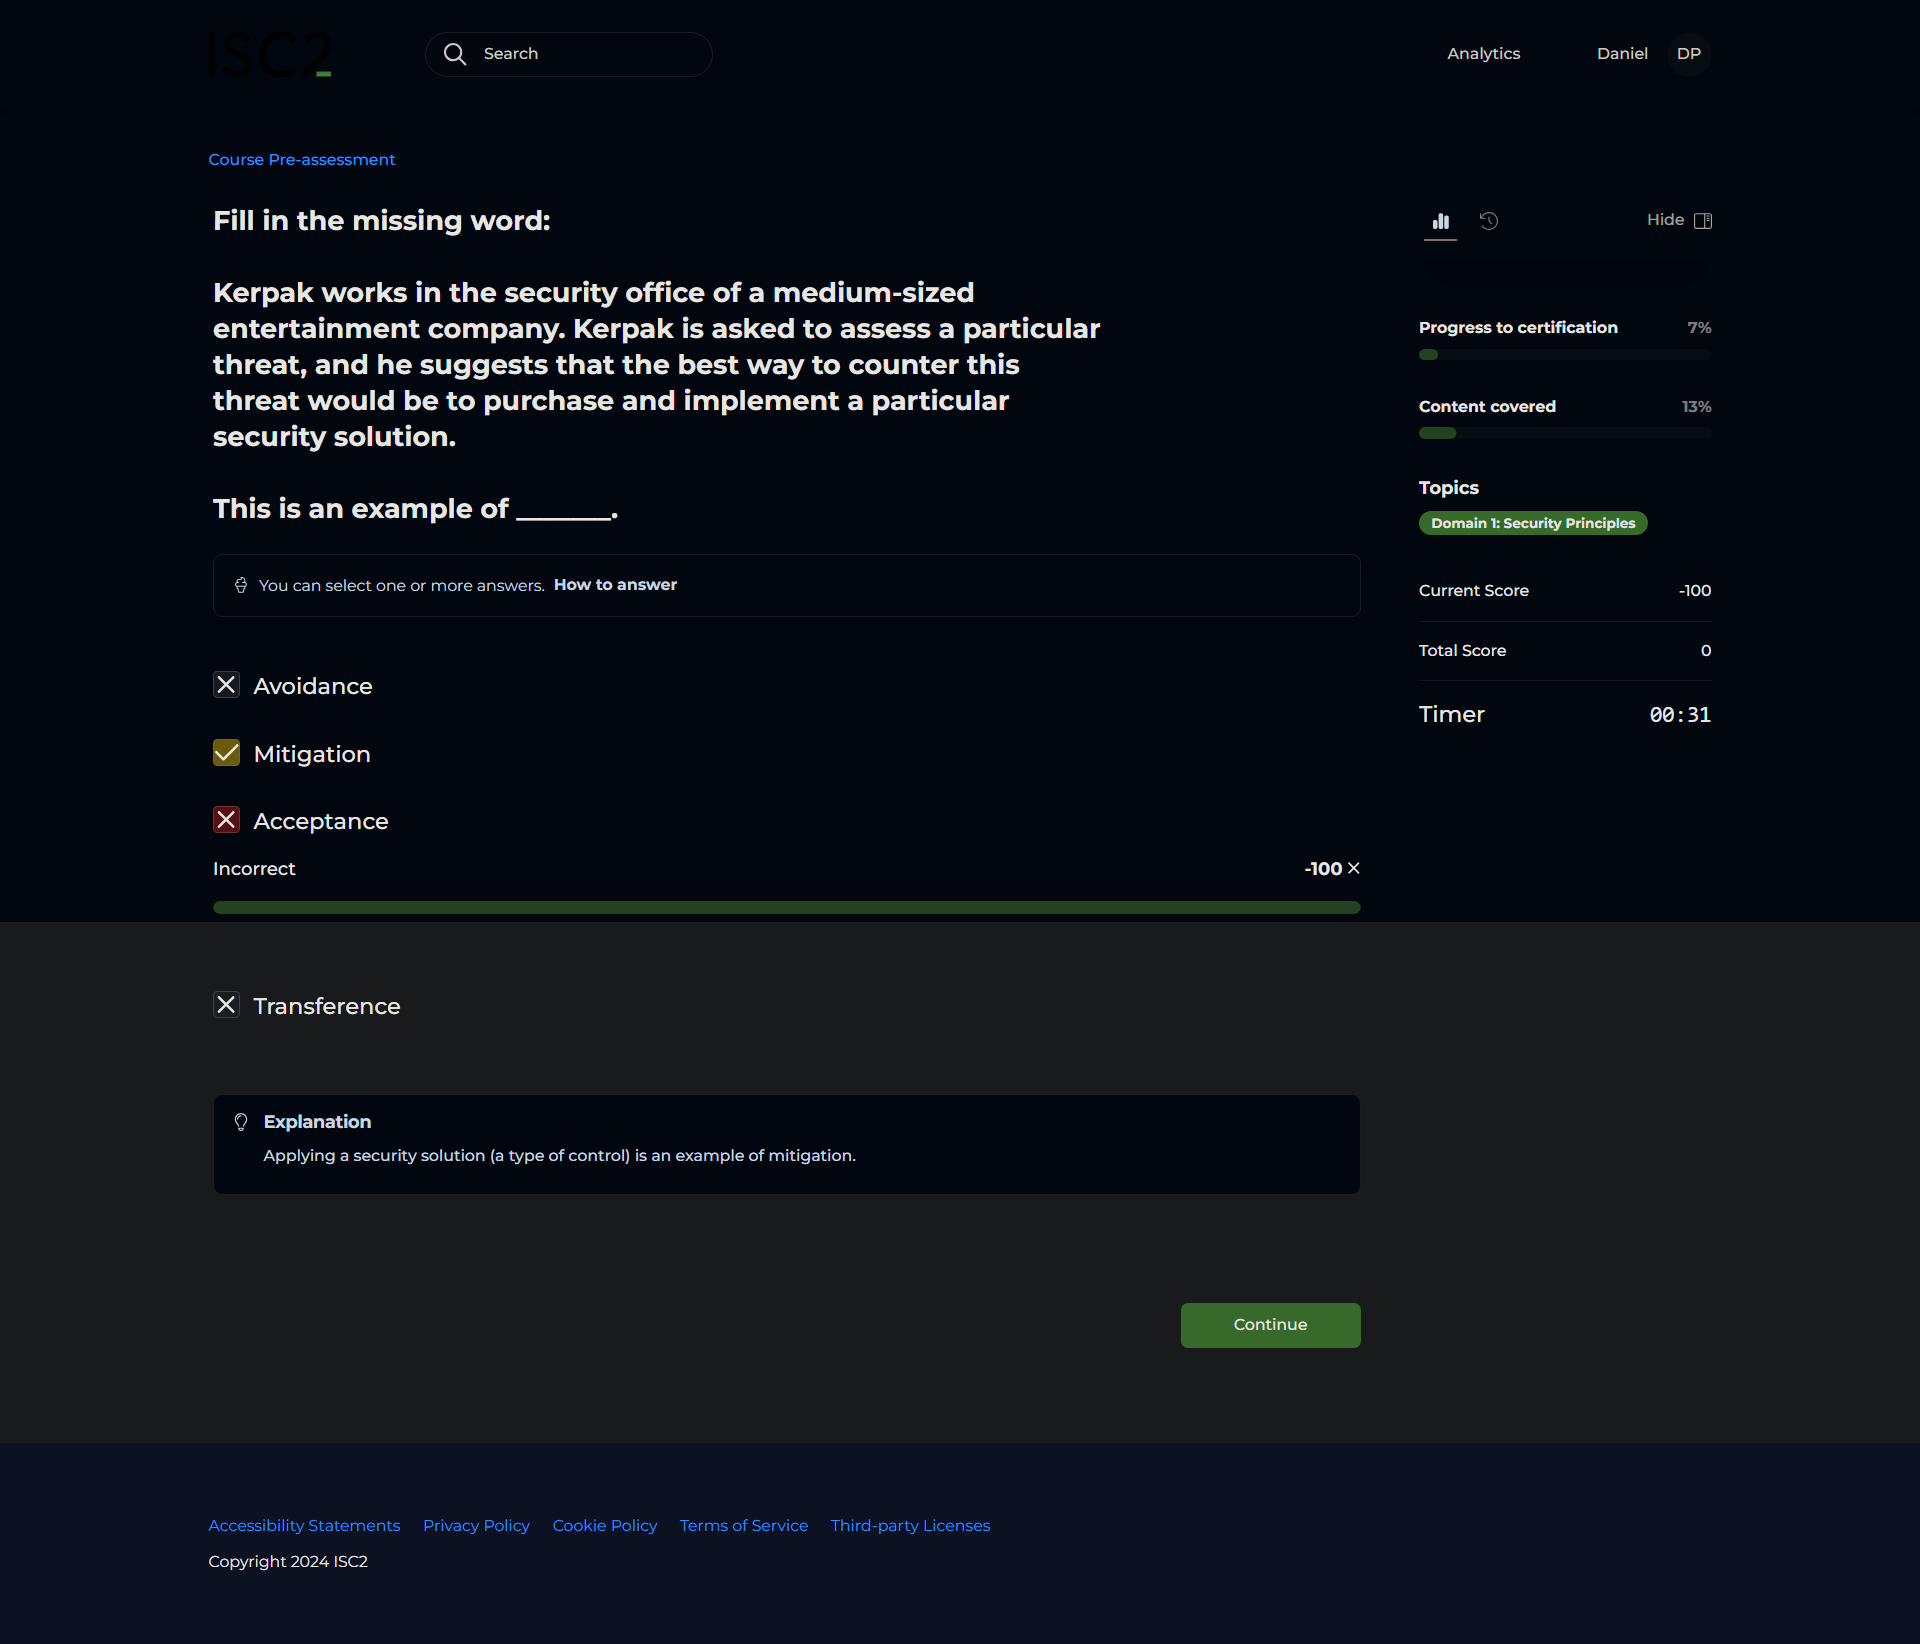 ISC2
Search
Analytics
Daniel
DP
Course Pre-assessment
Fill in the missing word:
Kerpak works in the security office of a medium-sized
entertainment company. Kerpak is asked to assess a particular
threat, and he suggests that the best way to counter this
threat would be to purchase and implement a particular
security solution.
This is an example of ________.
You can select one or more answers. How to answer
Avoidance
Mitigation
Acceptance
Incorrect
-100
Transference
Explanation
Applying a security solution (a type of control) is an example of mitigation.
Continue
Hide
Progress to certification 7%
Content covered 13%
Topics
Domain 1: Security Principles
Current Score -100
Total Score 0
Timer 00:31
Accessibility Statements Privacy Policy Cookie Policy Terms of Service Third-party Licenses
Copyright 2024 ISC2